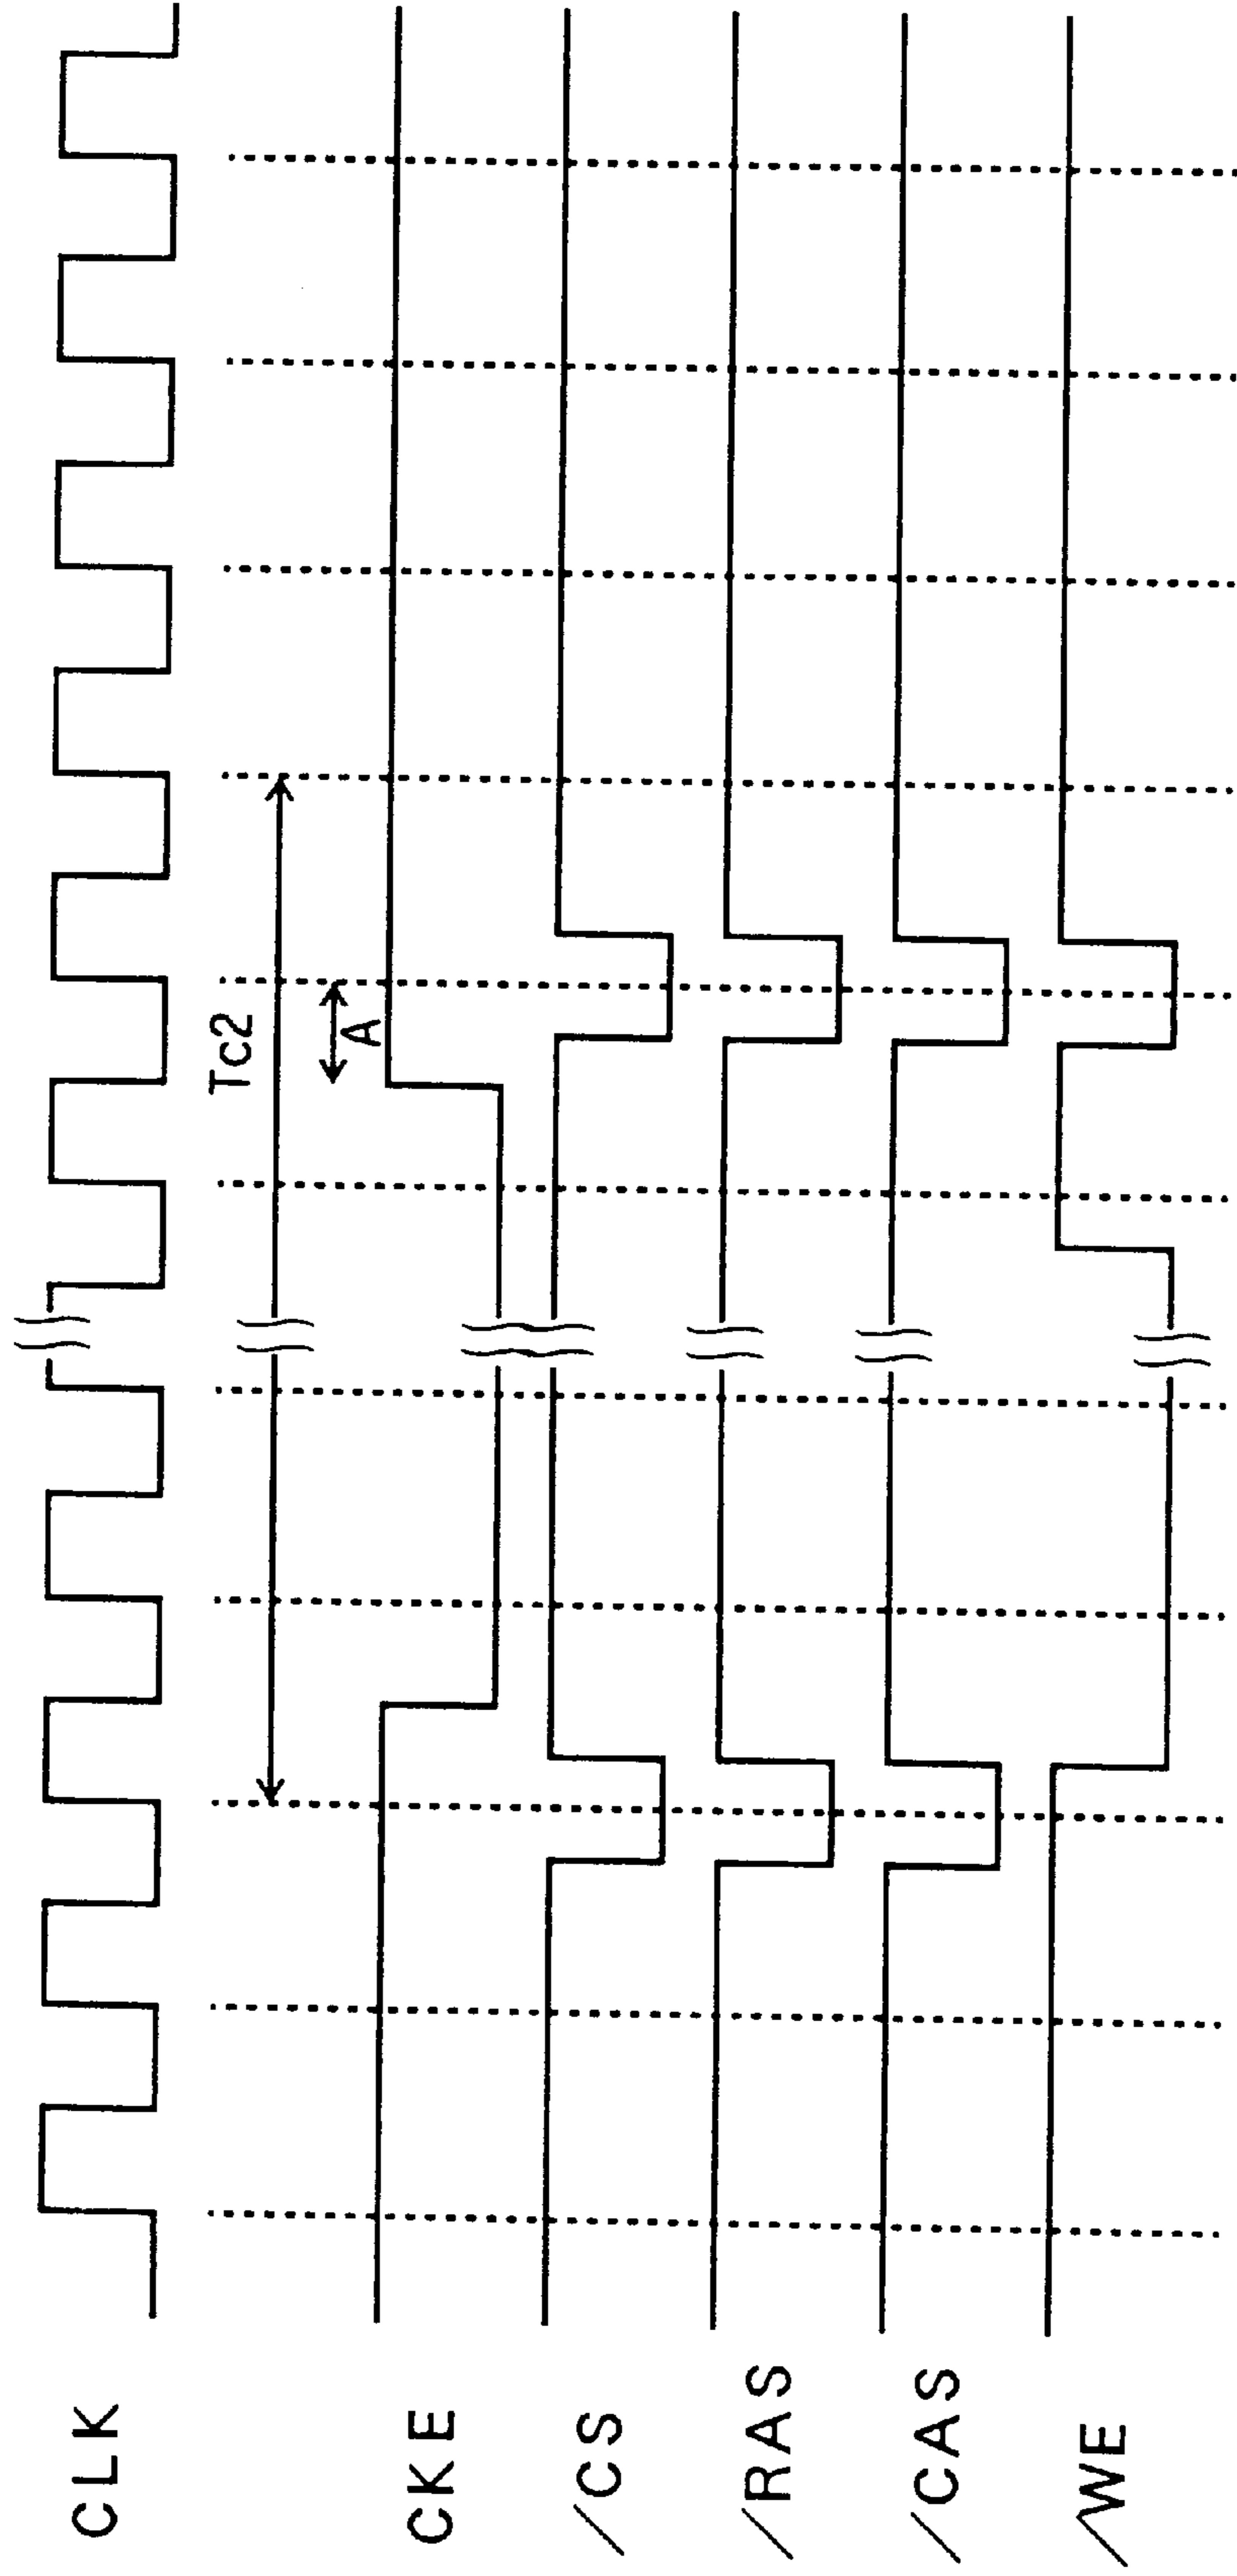 CLK
Tc2
A
CKE
/CS
/RAS
/CAS
/WE